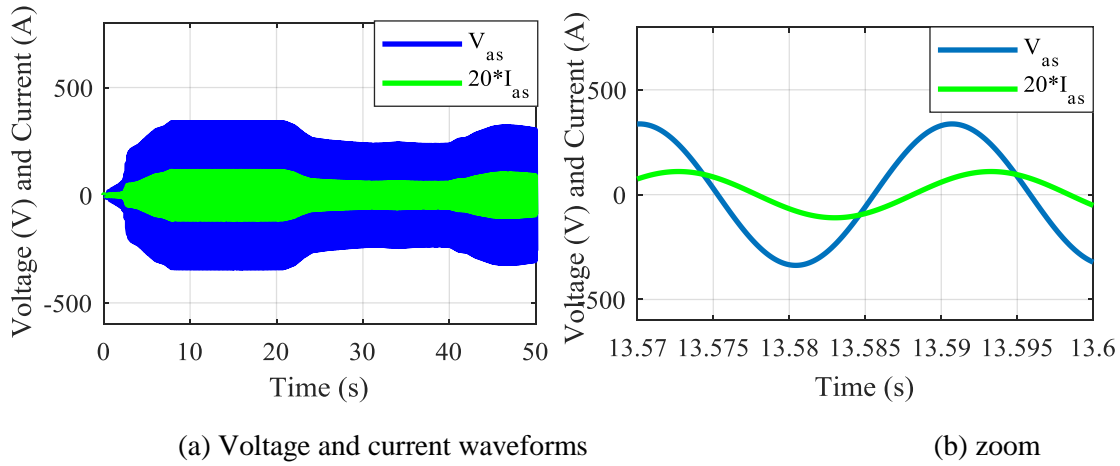 Voltage (V) and Current (A)
500
0
-500
V_as
20*I_as
0 10 20 30 40 50
Time (s)
(a) Voltage and current waveforms
Voltage (V) and Current (A)
500
0
-500
V_as
20*I_as
13.57 13.575 13.58 13.585 13.59 13.595 13.6
Time (s)
(b) zoom